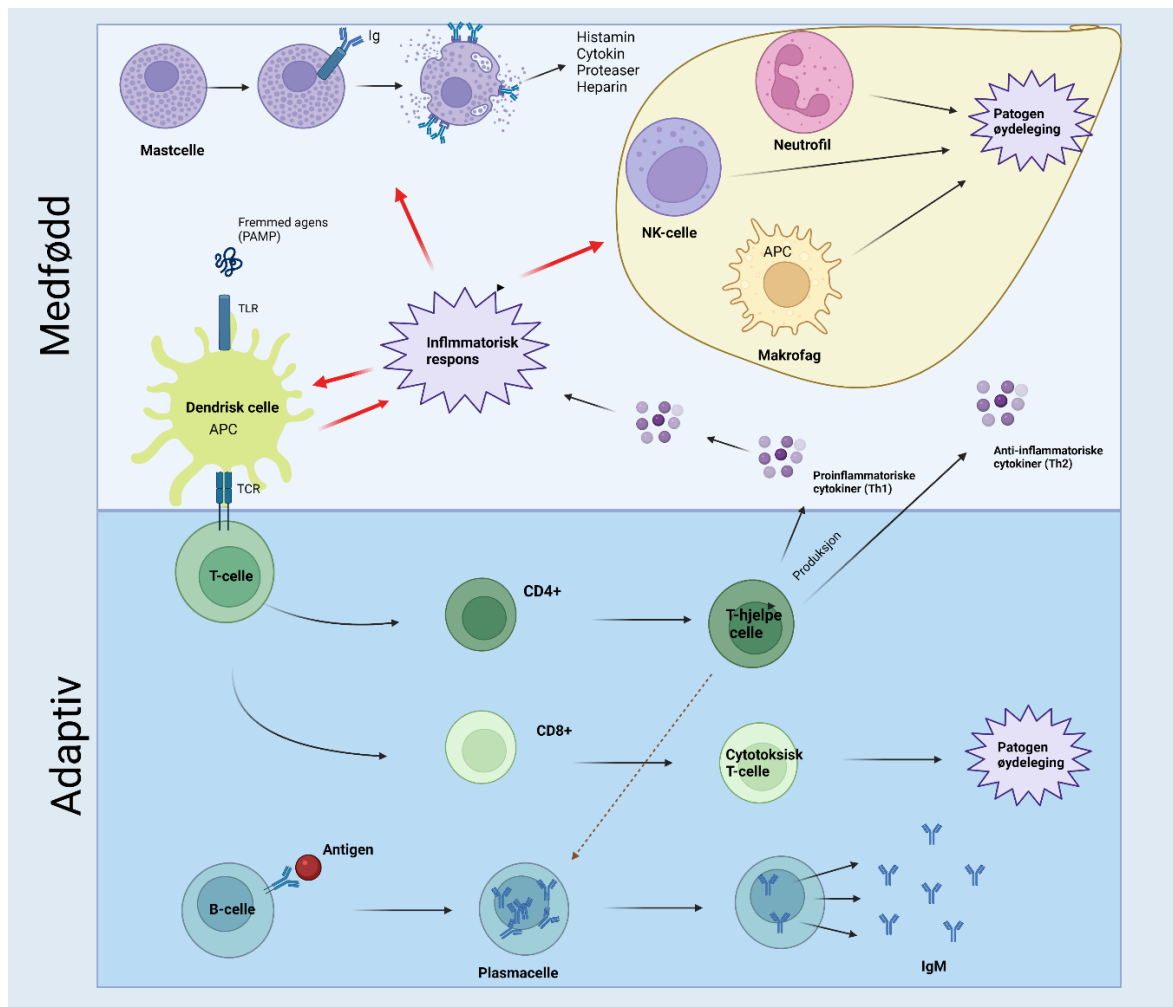 Medfødd
Ig
Histamin
Cytokin
Proteaser
Heparin
Mastcelle
Neutrofil
Patogen
øydeleging
NK-celle
APC
Makrofag
Fremmed agens
(PAMP)
TLR
Inflmmatorisk
respons
Dendrisk celle
APC
TCR
Proinflammatoriske
cytokiner (Th1)
Anti-inflammatoriske
cytokiner (Th2)
Adaptiv
Produksjon
T-celle
CD4+
T-hjelpe
celle
CD8+
Cytotoksisk
T-celle
Patogen
øydeleging
Antigen
B-celle
Plasmacelle
IgM